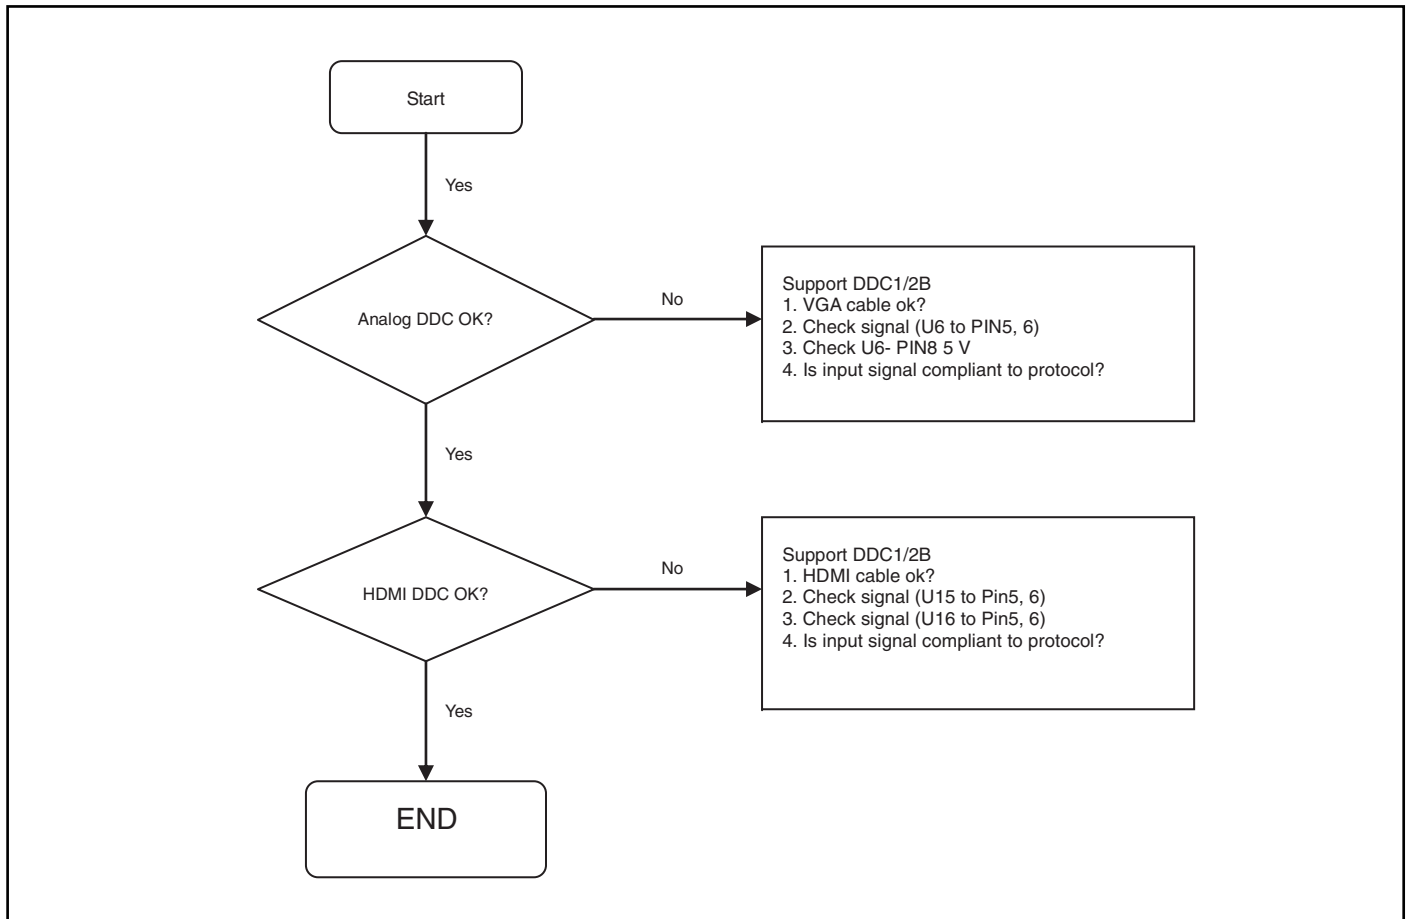 Start
Yes
Analog DDC OK?
No
Support DDC1/2B
1. VGA cable ok?
2. Check signal (U6 to PIN5, 6)
3. Check U6- PIN8 5 V
4. Is input signal compliant to protocol?
Yes
HDMI DDC OK?
No
Support DDC1/2B
1. HDMI cable ok?
2. Check signal (U15 to Pin5, 6)
3. Check signal (U16 to Pin5, 6)
4. Is input signal compliant to protocol?
Yes
END